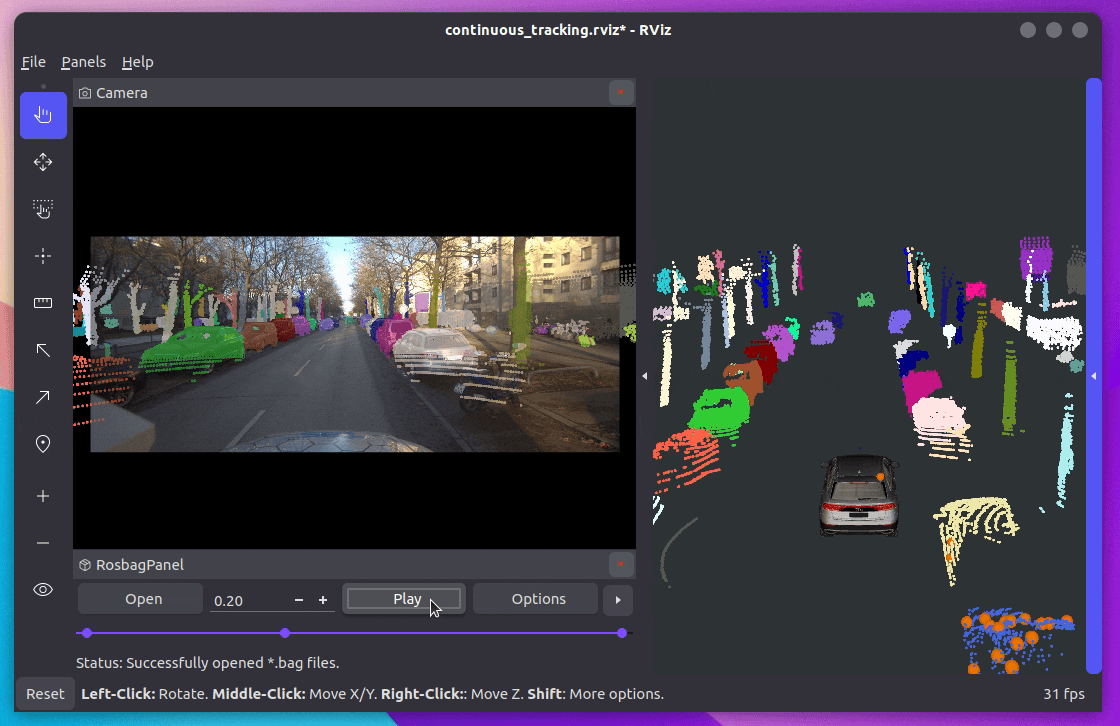 continuous_tracking.rviz* - RViz
File Panels Help
Camera
RosbagPanel
Open 0.20 − + Play Options
Status: Successfully opened *.bag files.
Reset Left-Click: Rotate. Middle-Click: Move X/Y. Right-Click:: Move Z. Shift: More options. 31 fps